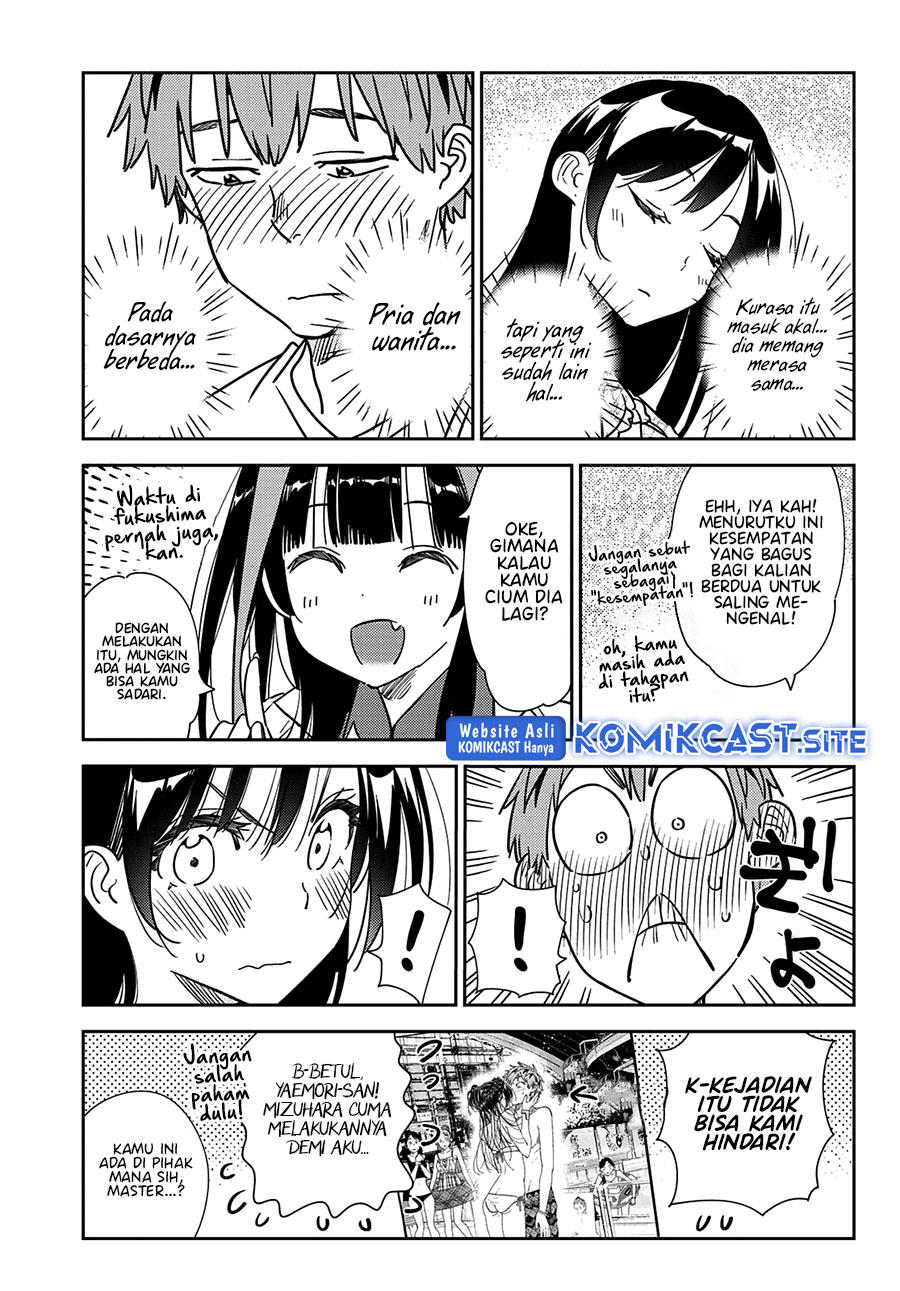 Kurasa itu
masuk akal...
dia memang
merasa
sama...
tapi yang
seperti ini
sudah lain
hal...
Pria dan
wanita...
Pada
dasarnya
berbeda...
EHH, IYA KAH!
MENURUTKU INI
KESEMPATAN
YANG BAGUS
BAGI KALIAN
BERDUA UNTUK
SALING ME-
NGENAL!
Jangan sebut
segalanya
sebagai
"kesempatan"!
oh, kamu
masih ada
di tahapan
itu?
OKE,
GIMANA
KALAU
KAMU
CIUM DIA
LAGI?
Waktu di
fukushima
pernah juga,
kan.
DENGAN
MELAKUKAN
ITU, MUNGKIN
ADA HAL YANG
BISA KAMU
SADARI.
Website Asli
KOMIKCAST Hanya
KOMIKCAST.SITE
!
!
K-KEJADIAN
ITU TIDAK
BISA KAMI
HINDARI!
B-BETUL,
YAEMORI-SAN!
MIZUHARA CUMA
MELAKUKANNYA
DEMI AKU...
Jangan
salah
paham
dulu!
KAMU INI
ADA DI PIHAK
MANA SIH,
MASTER...?